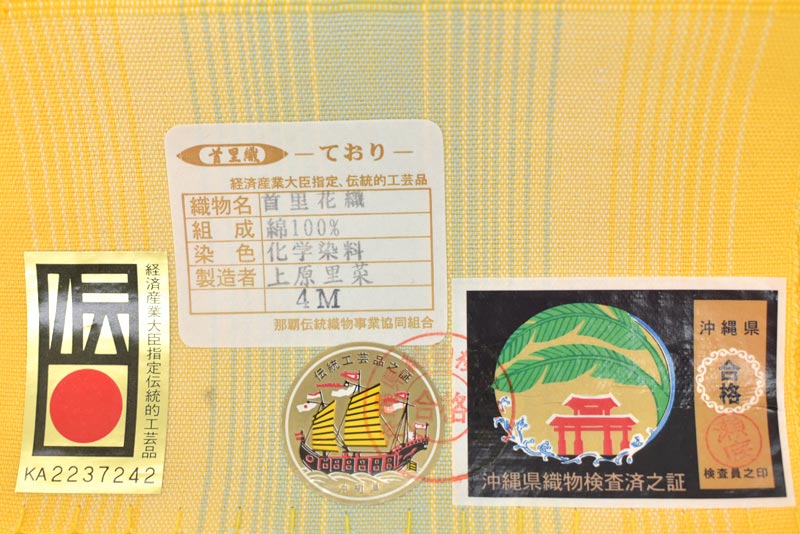 首里織
―ており―
経済産業大臣指定、伝統的工芸品
織物名 首里花織
組成 綿100%
染色 化学染料
製造者 上原里菜
4M
那覇伝統織物事業協同組合
伝
経済産業大臣指定伝統的工芸品
KA2237242
伝統工芸品之証
合格
沖縄県
合格
検査員之印
沖縄県織物検査済之証